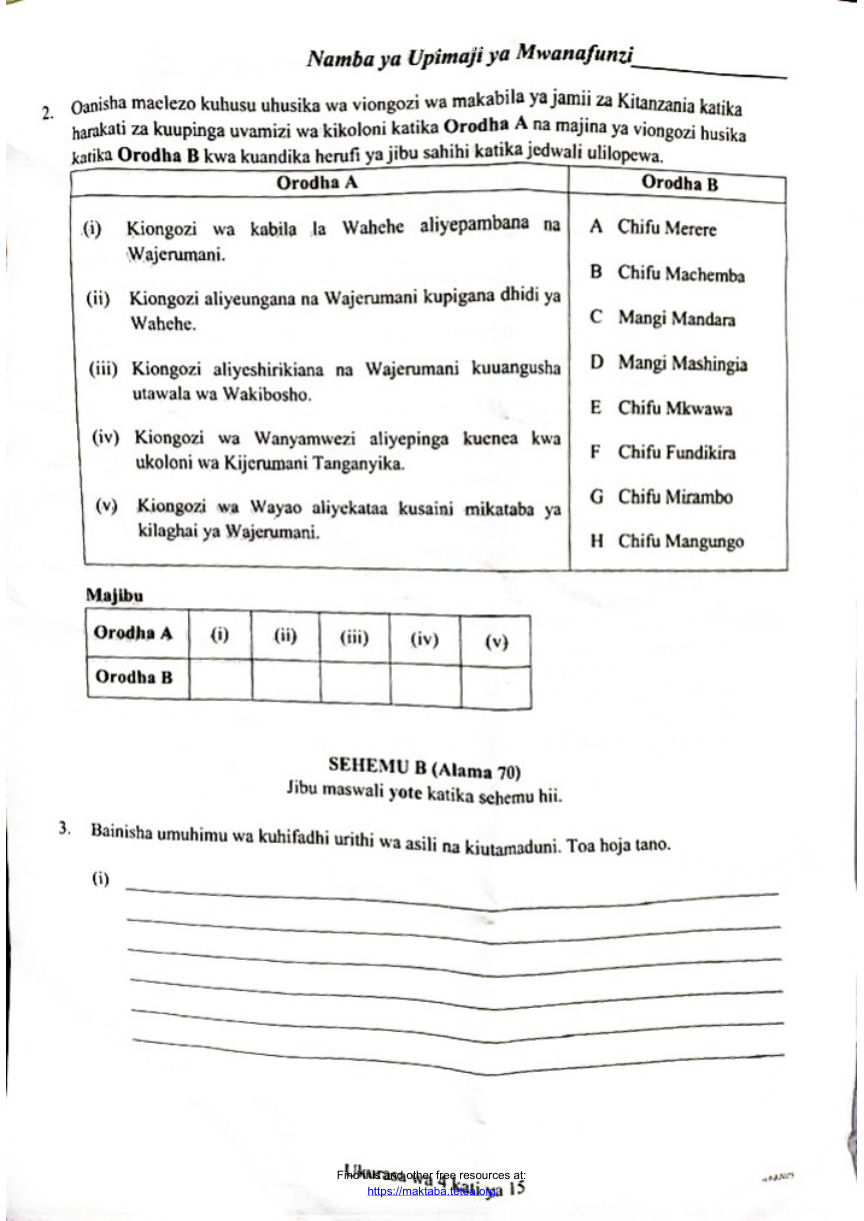 Namba ya Upimaji ya Mwanafunzi
2. Oanisha maelezo kuhusu uhusika wa viongozi wa makabila ya jamii za Kitanzania katika
harakati za kuupinga uvamizi wa kikoloni katika Orodha A na majina ya viongozi husika
katika Orodha B kwa kuandika herufi ya jibu sahihi katika jedwali ulilopewa.
Orodha A
(i) Kiongozi wa kabila la Wahehe aliyepambana na
Wajerumani.
(ii) Kiongozi aliyeungana na Wajerumani kupigana dhidi ya
Wahehe.
(iii) Kiongozi aliyeshirikiana na Wajerumani kuuangusha
utawala wa Wakibosho.
(iv) Kiongozi wa Wanyamwezi aliyepinga kuenea kwa
ukoloni wa Kijerumani Tanganyika.
(v) Kiongozi wa Wayao aliyekataa kusaini mikataba ya
kilaghai ya Wajerumani.
Orodha B
A Chifu Merere
B Chifu Machemba
C Mangi Mandara
D Mangi Mashingia
E Chifu Mkwawa
F Chifu Fundikira
G Chifu Mirambo
H Chifu Mangungo
Majibu
Orodha A (i) (ii) (iii) (iv) (v)
Orodha B
SEHEMU B (Alama 70)
Jibu maswali yote katika sehemu hii.
3. Bainisha umuhimu wa kuhifadhi urithi wa asili na kiutamaduni. Toa hoja tano.
(i)
Ukurasa wa 4 kati ya 15
Find this and other free resources at:
https://maktaba.tetea.org